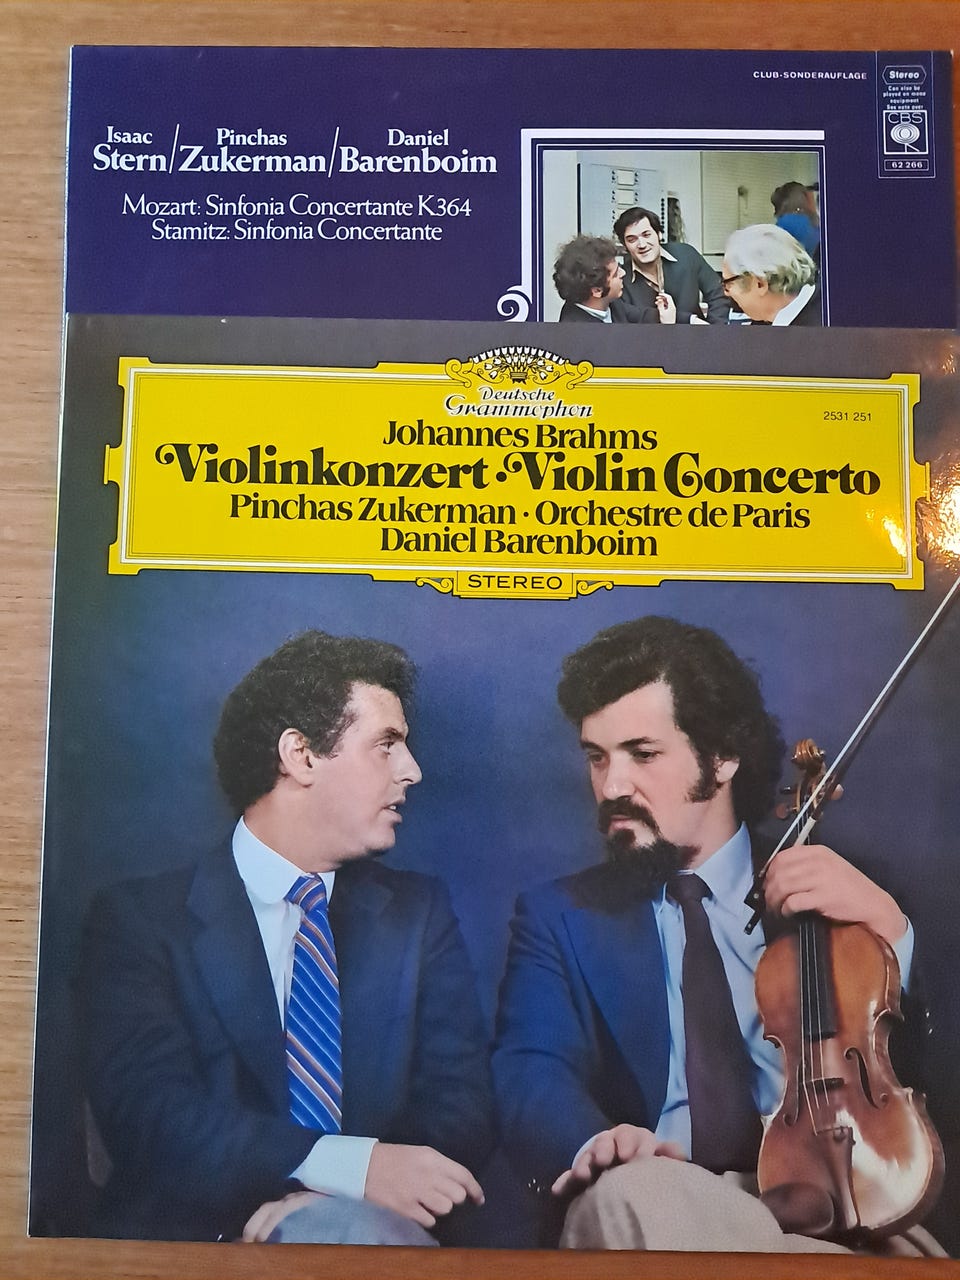 CLUB-SONDERAUFLAGE
Stereo
Can also be
played on mono
equipment
See note over
CBS
62 266
Isaac Pinchas Daniel
Stern/Zukerman/Barenboim
Mozart: Sinfonia Concertante K364
Stamitz: Sinfonia Concertante
Deutsche
Grammophon
2531 251
Johannes Brahms
Violinkonzert · Violin Concerto
Pinchas Zukerman · Orchestre de Paris
Daniel Barenboim
STEREO